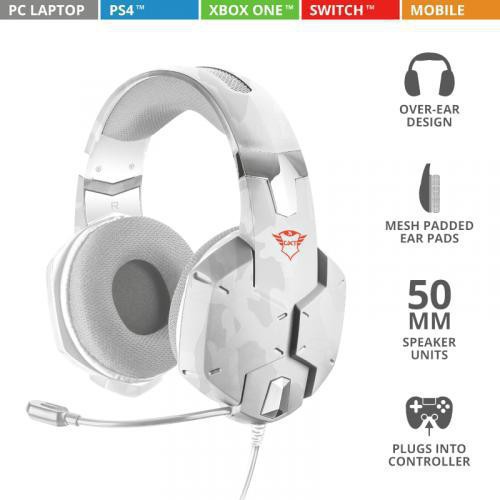 PC LAPTOP
PS4™
XBOX ONE™
SWITCH™
MOBILE
OVER-EAR
DESIGN
R
GXT
MESH PADDED
EAR PADS
50
MM
SPEAKER
UNITS
PLUGS INTO
CONTROLLER